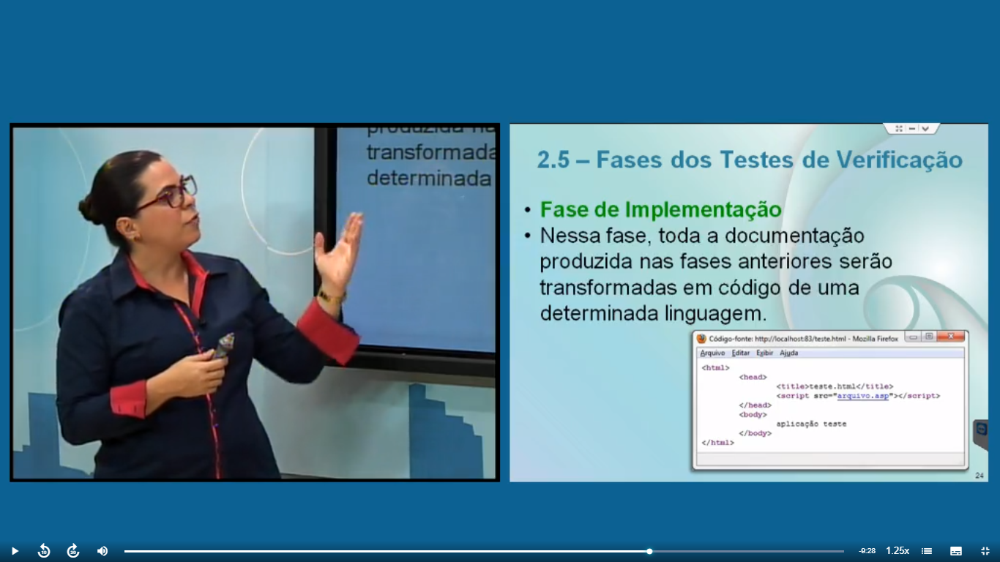 produzida na
transformada
determinada
2.5 – Fases dos Testes de Verificação
• Fase de Implementação
• Nessa fase, toda a documentação
produzida nas fases anteriores serão
transformadas em código de uma
determinada linguagem.
Código-fonte: http://localhost:83/teste.html - Mozilla Firefox
Arquivo Editar Exibir Ajuda
<html>
<head>
<title>teste.html</title>
<script src="arquivo.asp"></script>
</head>
<body>
aplicação teste
</body>
</html>
24
10
30
-9:28
1.25x